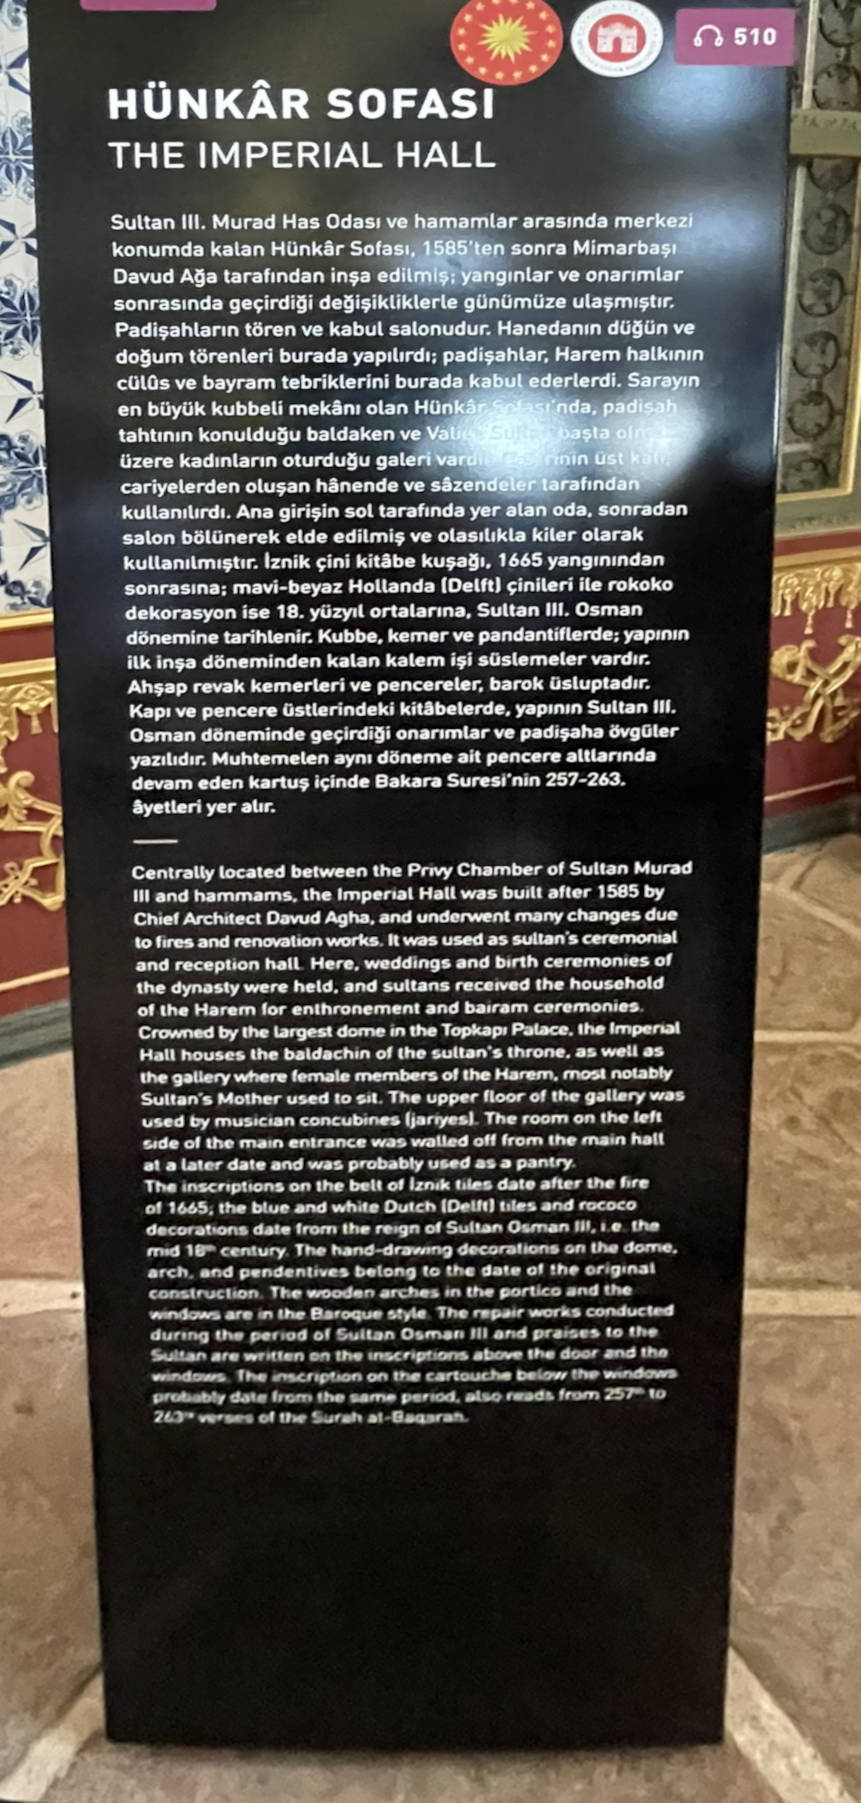 510
HÜNKÂR SOFASI
THE IMPERIAL HALL
Sultan III. Murad Has Odası ve hamamlar arasında merkezi
konumda kalan Hünkâr Sofası, 1585'ten sonra Mimarbaşı
Davud Ağa tarafından inşa edilmiş; yangınlar ve onarımlar
sonrasında geçirdiği değişikliklerle günümüze ulaşmıştır.
Padişahların tören ve kabul salonudur. Hanedanın düğün ve
doğum törenleri burada yapılırdı; padişahlar, Harem halkının
cülûs ve bayram tebriklerini burada kabul ederlerdi. Sarayın
en büyük kubbeli mekânı olan Hünkâr Sofası'nda, padişah
tahtının konulduğu baldaken ve başta
üzere kadınların oturduğu galeri üst
cariyelerden oluşan hânende ve sâzendeler tarafından
kullanılırdı. Ana girişin sol tarafında yer alan oda, sonradan
salon bölünerek elde edilmiş ve olasılıkla kiler olarak
kullanılmıştır. İznik çini kitâbe kuşağı, 1665 yangınından
sonrasına; mavi-beyaz Hollanda (Delft) çinileri ile rokoko
dekorasyon ise 18. yüzyıl ortalarına, Sultan III. Osman
dönemine tarihlenir. Kubbe, kemer ve pandantiflerde; yapının
ilk inşa döneminden kalan kalem işi süslemeler vardır.
Ahşap revak kemerleri ve pencereler, barok üsluptadır.
Kapı ve pencere üstlerindeki kitâbelerde, yapının Sultan III.
Osman döneminde geçirdiği onarımlar ve padişaha övgüler
yazılıdır. Muhtemelen aynı döneme ait pencere altlarında
devam eden kartuş içinde Bakara Suresi'nin 257-263.
âyetleri yer alır.
Centrally located between the Privy Chamber of Sultan Murad
III and hammams, the Imperial Hall was built after 1585 by
Chief Architect Davud Agha, and underwent many changes due
to fires and renovation works. It was used as sultan's ceremonial
and reception hall. Here, weddings and birth ceremonies of
the dynasty were held, and sultans received the household
of the Harem for enthronement and bairam ceremonies.
Crowned by the largest dome in the Topkapı Palace, the Imperial
Hall houses the baldachin of the sultan's throne, as well as
the gallery where female members of the Harem, most notably
Sultan's Mother used to sit. The upper floor of the gallery was
used by musician concubines (jariyes). The room on the left
side of the main entrance was walled off from the main hall
at a later date and was probably used as a pantry.
The inscriptions on the belt of İznik tiles date after the fire
of 1665; the blue and white Dutch (Delft) tiles and rococo
decorations date from the reign of Sultan Osman III, i.e. the
mid 18th century. The hand-drawing decorations on the dome,
arch, and pendentives belong to the date of the original
construction. The wooden arches in the portico and the
windows are in the Baroque style. The repair works conducted
during the period of Sultan Osman III and praises to the
Sultan are written on the inscriptions above the door and the
windows. The inscription on the cartouche below the windows
probably date from the same period, also reads from 257th to
263rd verses of the Surah al-Baqarah.